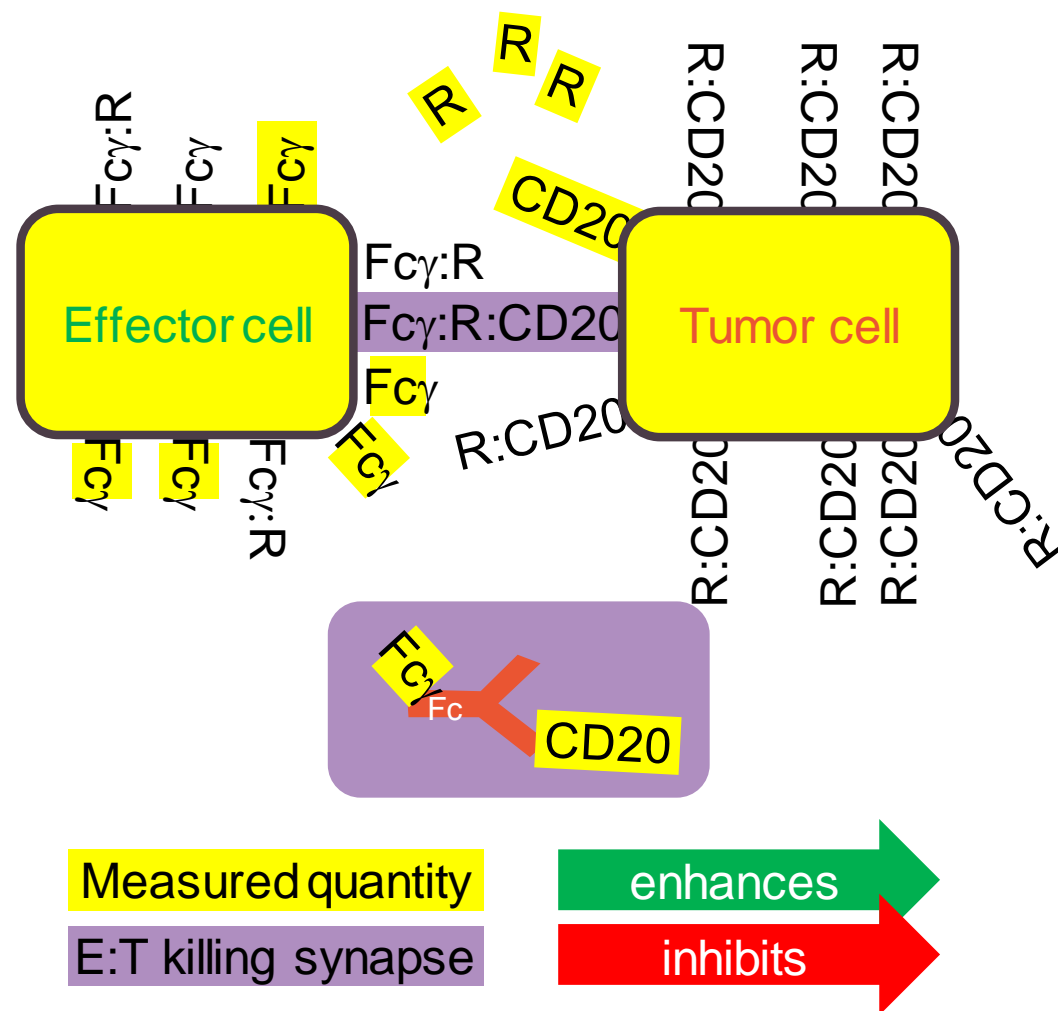 R
R
R
R:CD20
R:CD20
R:CD20
Fcγ:R
Fcγ
Fcγ
CD20
Fcγ:R
Effector cell
Fcγ:R:CD20
Tumor cell
Fcγ
R:CD20
Fcγ
Fcγ
Fcγ
Fcγ:R
R:CD20
R:CD20
R:CD20
R:CD20
Fcγ
Fc
CD20
Measured quantity
enhances
E:T killing synapse
inhibits